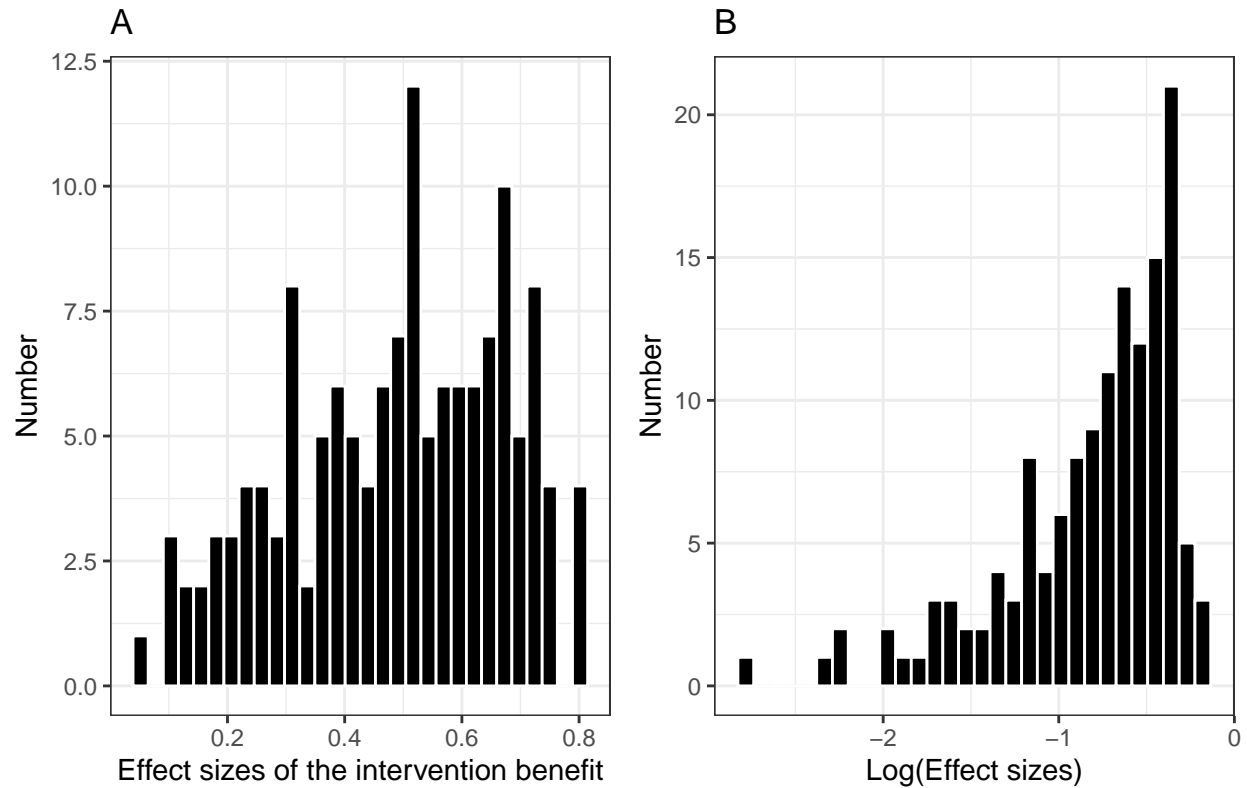 A
12.5
10.0
7.5
5.0
2.5
0.0
Number
0.2 0.4 0.6 0.8
Effect sizes of the intervention benefit
B
20
15
10
5
0
Number
−2 −1 0
Log(Effect sizes)